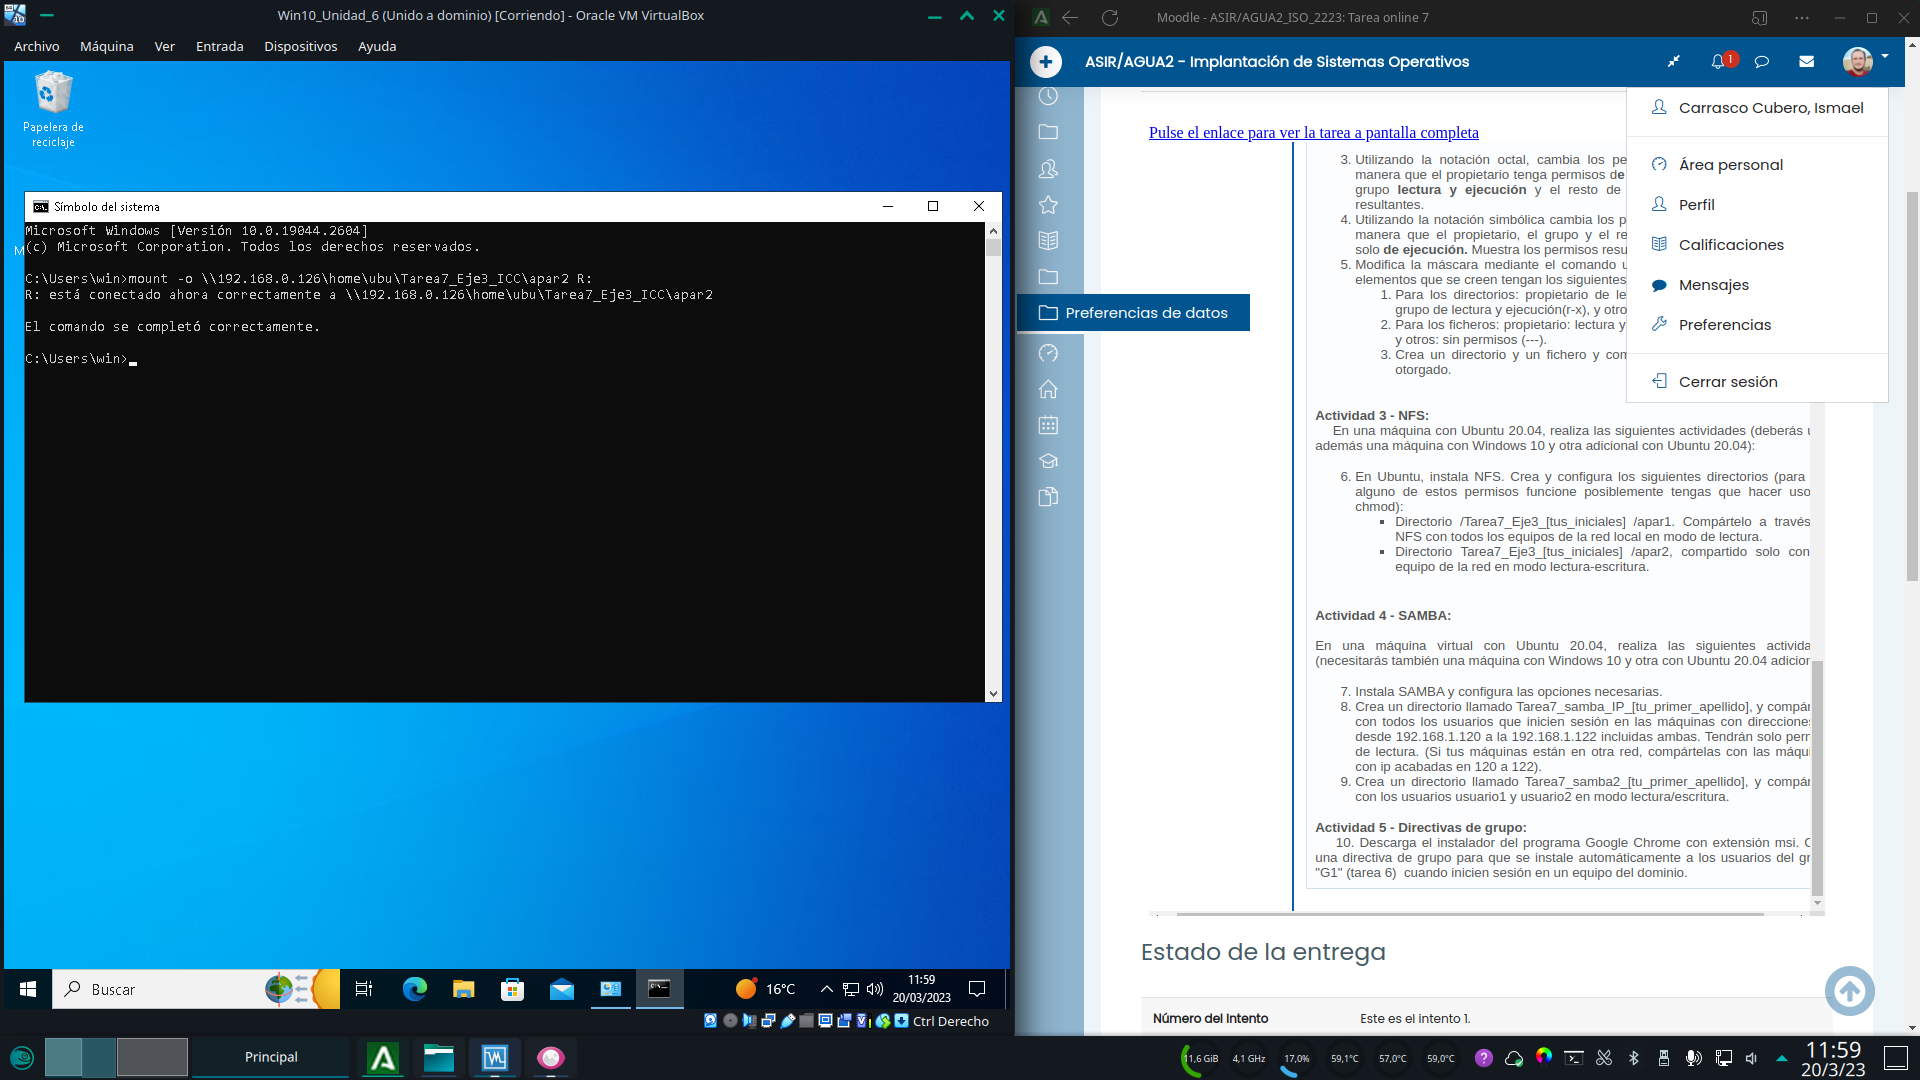 Win10_Unidad_6 (Unido a dominio) [Corriendo] - Oracle VM VirtualBox
Archivo Máquina Ver Entrada Dispositivos Ayuda
Papelera de
reciclaje
Símbolo del sistema
Microsoft Windows [Versión 10.0.19044.2604]
(c) Microsoft Corporation. Todos los derechos reservados.
C:\Users\win>mount -o \\192.168.0.126\home\ubu\Tarea7_Eje3_ICC\apar2 R:
R: está conectado ahora correctamente a \\192.168.0.126\home\ubu\Tarea7_Eje3_ICC\apar2
El comando se completó correctamente.
C:\Users\win>
Buscar
16°C
11:59
20/03/2023
Ctrl Derecho
Moodle - ASIR/AGUA2_ISO_2223: Tarea online 7
ASIR/AGUA2 - Implantación de Sistemas Operativos
1
Carrasco Cubero, Ismael
Área personal
Perfil
Calificaciones
Mensajes
Preferencias
Cerrar sesión
Preferencias de datos
Pulse el enlace para ver la tarea a pantalla completa
3. Utilizando la notación octal, cambia los pe
manera que el propietario tenga permisos de
grupo lectura y ejecución y el resto de
resultantes.
4. Utilizando la notación simbólica cambia los p
manera que el propietario, el grupo y el re
solo de ejecución. Muestra los permisos resu
5. Modifica la máscara mediante el comando u
elementos que se creen tengan los siguientes
1. Para los directorios: propietario de le
grupo de lectura y ejecución(r-x), y otro
2. Para los ficheros: propietario: lectura y
y otros: sin permisos (---).
3. Crea un directorio y un fichero y com
otorgado.
Actividad 3 - NFS:
En una máquina con Ubuntu 20.04, realiza las siguientes actividades (deberás u
además una máquina con Windows 10 y otra adicional con Ubuntu 20.04):
6. En Ubuntu, instala NFS. Crea y configura los siguientes directorios (para
alguno de estos permisos funcione posiblemente tengas que hacer uso
chmod):
Directorio /Tarea7_Eje3_[tus_iniciales] /apar1. Compártelo a través
NFS con todos los equipos de la red local en modo de lectura.
Directorio Tarea7_Eje3_[tus_iniciales] /apar2, compartido solo con
equipo de la red en modo lectura-escritura.
Actividad 4 - SAMBA:
En una máquina virtual con Ubuntu 20.04, realiza las siguientes activida
(necesitarás también una máquina con Windows 10 y otra con Ubuntu 20.04 adicion
7. Instala SAMBA y configura las opciones necesarias.
8. Crea un directorio llamado Tarea7_samba_IP_[tu_primer_apellido], y compár
con todos los usuarios que inicien sesión en las máquinas con direcciones
desde 192.168.1.120 a la 192.168.1.122 incluidas ambas. Tendrán solo perm
de lectura. (Si tus máquinas están en otra red, compártelas con las máqui
con ip acabadas en 120 a 122).
9. Crea un directorio llamado Tarea7_samba2_[tu_primer_apellido], y compár
con los usuarios usuario1 y usuario2 en modo lectura/escritura.
Actividad 5 - Directivas de grupo:
10. Descarga el instalador del programa Google Chrome con extensión msi. C
una directiva de grupo para que se instale automáticamente a los usuarios del gr
"G1" (tarea 6) cuando inicien sesión en un equipo del dominio.
Estado de la entrega
Número del Intento Este es el intento 1.
Principal
11,6 GiB 4,1 GHz 17,0% 59,1°C 57,0°C 59,0°C
11:59
20/3/23